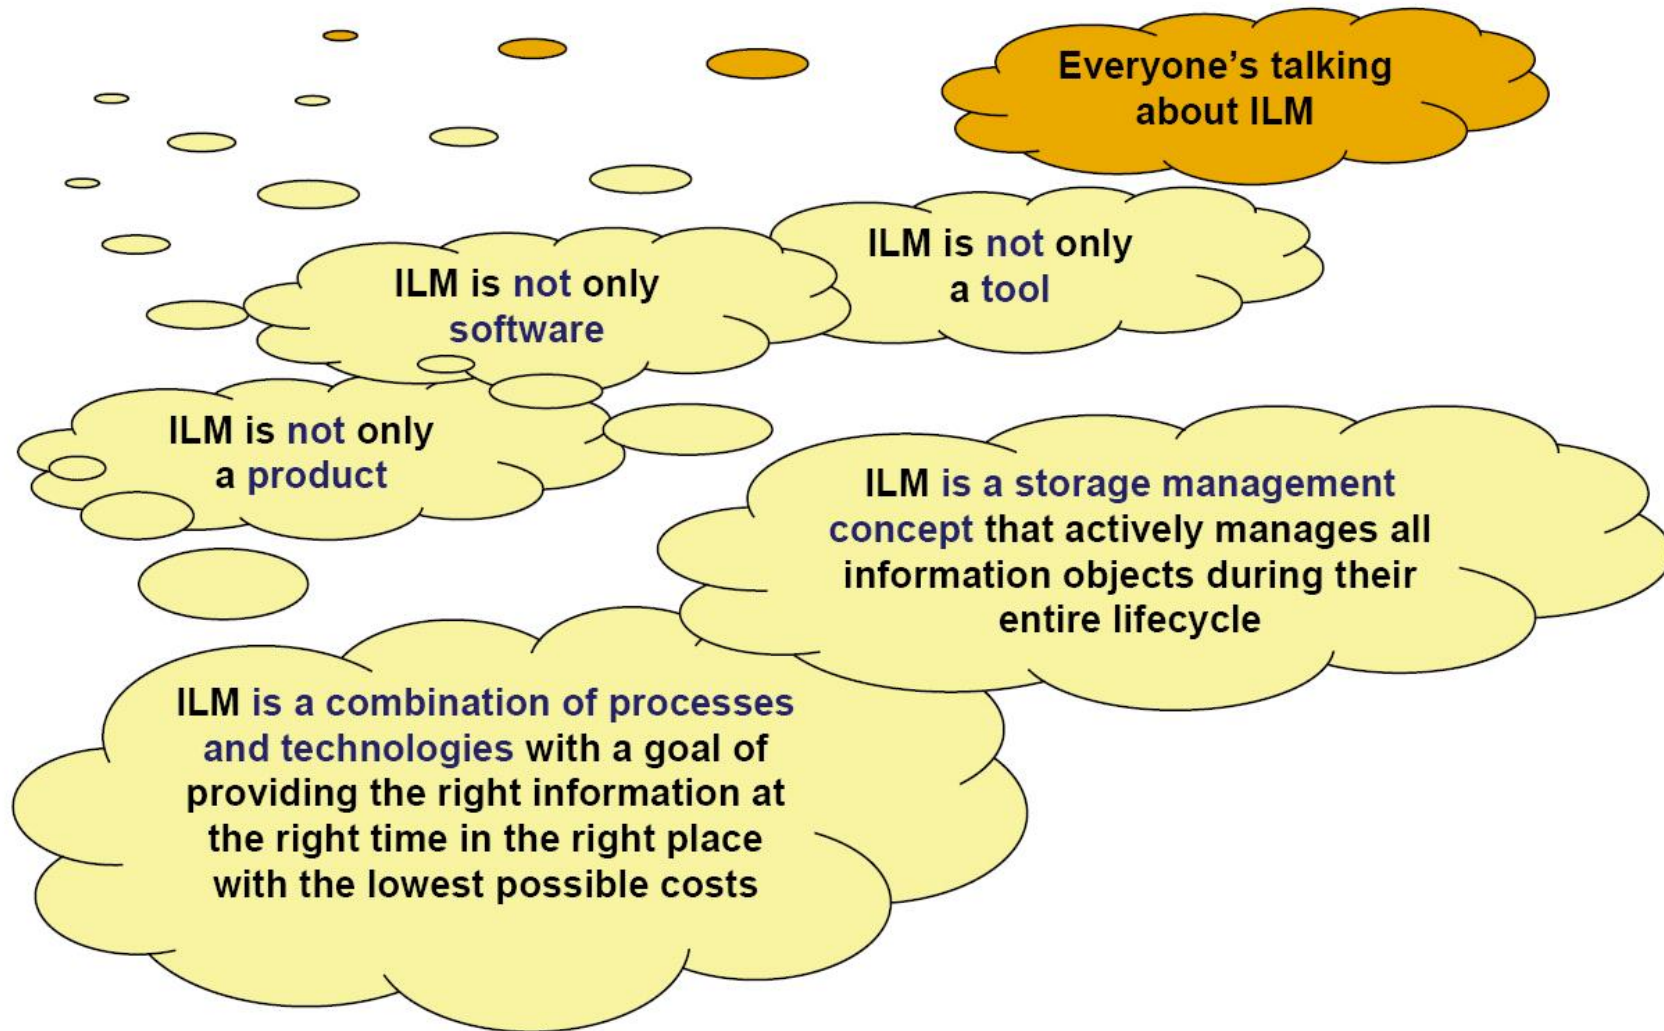 Everyone’s talking
about ILM
ILM is not only
a tool
ILM is not only
software
ILM is not only
a product
ILM is a storage management
concept that actively manages all
information objects during their
entire lifecycle
ILM is a combination of processes
and technologies with a goal of
providing the right information at
the right time in the right place
with the lowest possible costs